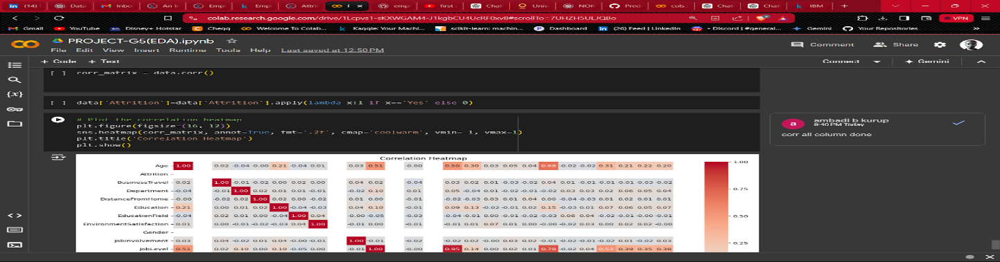 (14) Data Inbo An Ir Emp Emp Attrit I emp first Chat Univ NOR Pred cols. Chat Chat IBM
colab.research.google.com/drive/1Lcpvs1-sKXWGAM4-J1kgbCU4UcRF0xv8#scrollTo=7UHZH5ULJQBo VPN
Gmail YouTube Disney+ Hotstar Chegg Welcome To Colab... Kaggle: Your Machi... scikit-learn: machin... Dashboard (26) Feed | LinkedIn - Discord | #general... Gemini Your Repositories
PROJECT-G5(EDA).ipynb
File Edit View Insert Runtime Tools Help Last saved at 12:50 PM
Comment Share
+ Code + Text
Connect Gemini
[ ] corr_matrix = data.corr()
[ ] data['Attrition']=data['Attrition'].apply(lambda x:1 if x=='Yes' else 0)
# Plot the correlation heatmap
plt.figure(figsize=(16, 12))
sns.heatmap(corr_matrix, annot=True, fmt='.2f', cmap='coolwarm', vmin=-1, vmax=1)
plt.title('Correlation Heatmap')
plt.show()
a ambadi b kurup
9:40 PM Today
corr all column done
Correlation Heatmap
Age 1.00 0.02 -0.04 -0.00 0.21 -0.04 0.01 0.03 0.51 -0.00 0.50 0.30 0.03 0.05 0.04 0.68 -0.02 -0.02 0.31 0.21 0.22 0.20
Attrition
BusinessTravel 0.02 1.00 -0.01 -0.02 0.00 0.02 0.00 0.04 0.02 -0.04 0.03 0.02 0.01 -0.03 -0.02 0.04 0.01 -0.01 -0.01 -0.01 -0.03 -0.02
Department -0.04 -0.01 1.00 0.02 0.01 0.01 -0.01 -0.02 0.10 0.01 0.05 -0.04 0.01 -0.02 -0.01 -0.02 0.03 0.03 0.02 0.06 0.05 0.04
DistanceFromHome -0.00 -0.02 0.02 1.00 0.02 0.00 -0.02 0.01 0.00 -0.01 -0.02 -0.03 0.03 0.01 0.04 0.00 -0.04 -0.03 0.01 0.02 0.01 0.01
Education 0.21 0.00 0.01 0.02 1.00 -0.04 -0.03 0.04 0.10 -0.01 0.09 0.13 -0.02 -0.01 0.02 0.15 -0.03 0.01 0.07 0.06 0.05 0.07
EducationField -0.04 0.02 0.01 0.00 -0.04 1.00 0.04 -0.00 -0.05 -0.03 -0.04 -0.01 0.00 -0.01 -0.02 -0.03 0.06 0.04 -0.02 -0.01 -0.00 -0.01
EnvironmentSatisfaction 0.01 0.00 -0.01 -0.02 -0.03 0.04 1.00 -0.01 0.00 -0.01 -0.01 0.01 0.07 0.01 0.00 -0.00 -0.02 0.03 0.00 0.02 0.02 -0.00
Gender
JobInvolvement 0.03 0.04 -0.02 0.01 0.04 -0.00 -0.01 1.00 -0.01 -0.02 -0.02 -0.02 -0.00 0.03 0.02 -0.01 -0.02 -0.01 -0.02 0.01 -0.02 0.03
JobLevel 0.51 0.02 0.10 0.00 0.10 -0.05 0.00 -0.01 1.00 -0.00 0.95 0.14 0.00 0.02 0.01 0.78 -0.02 0.04 0.53 0.39 0.35 0.38
1.00
0.75
0.50
0.25